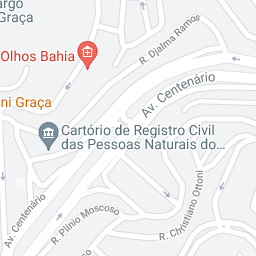 argo
Graça
Olhos Bahia
R. Djalma Ramos
Av. Centenário
ni Graça
Cartório de Registro Civil
das Pessoas Naturais do...
Av. Centenário
R. Plínio Moscoso
R. Christiano Ottoni